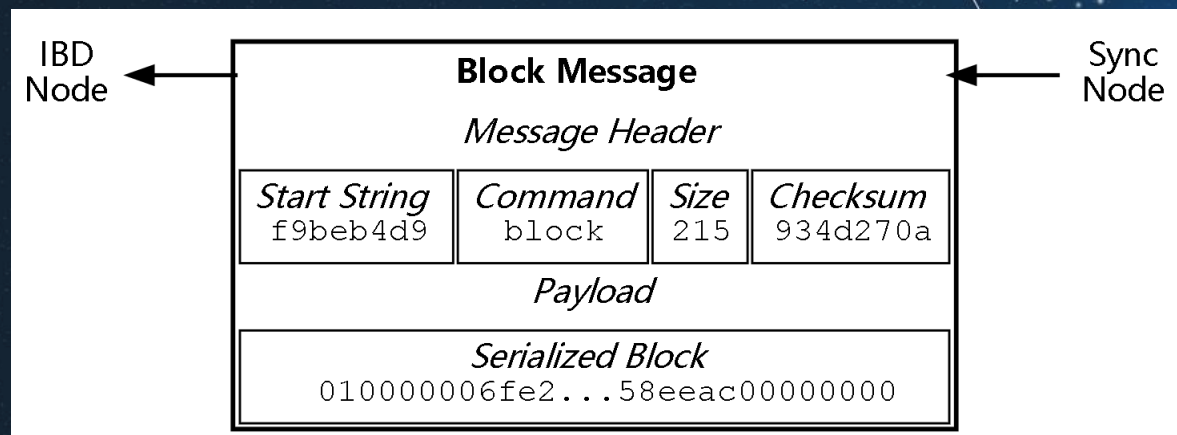 IBD
Node
Block Message
Sync
Node
Message Header
Start String
f9beb4d9
Command
block
Size
215
Checksum
934d270a
Payload
Serialized Block
010000006fe2...58eeac00000000